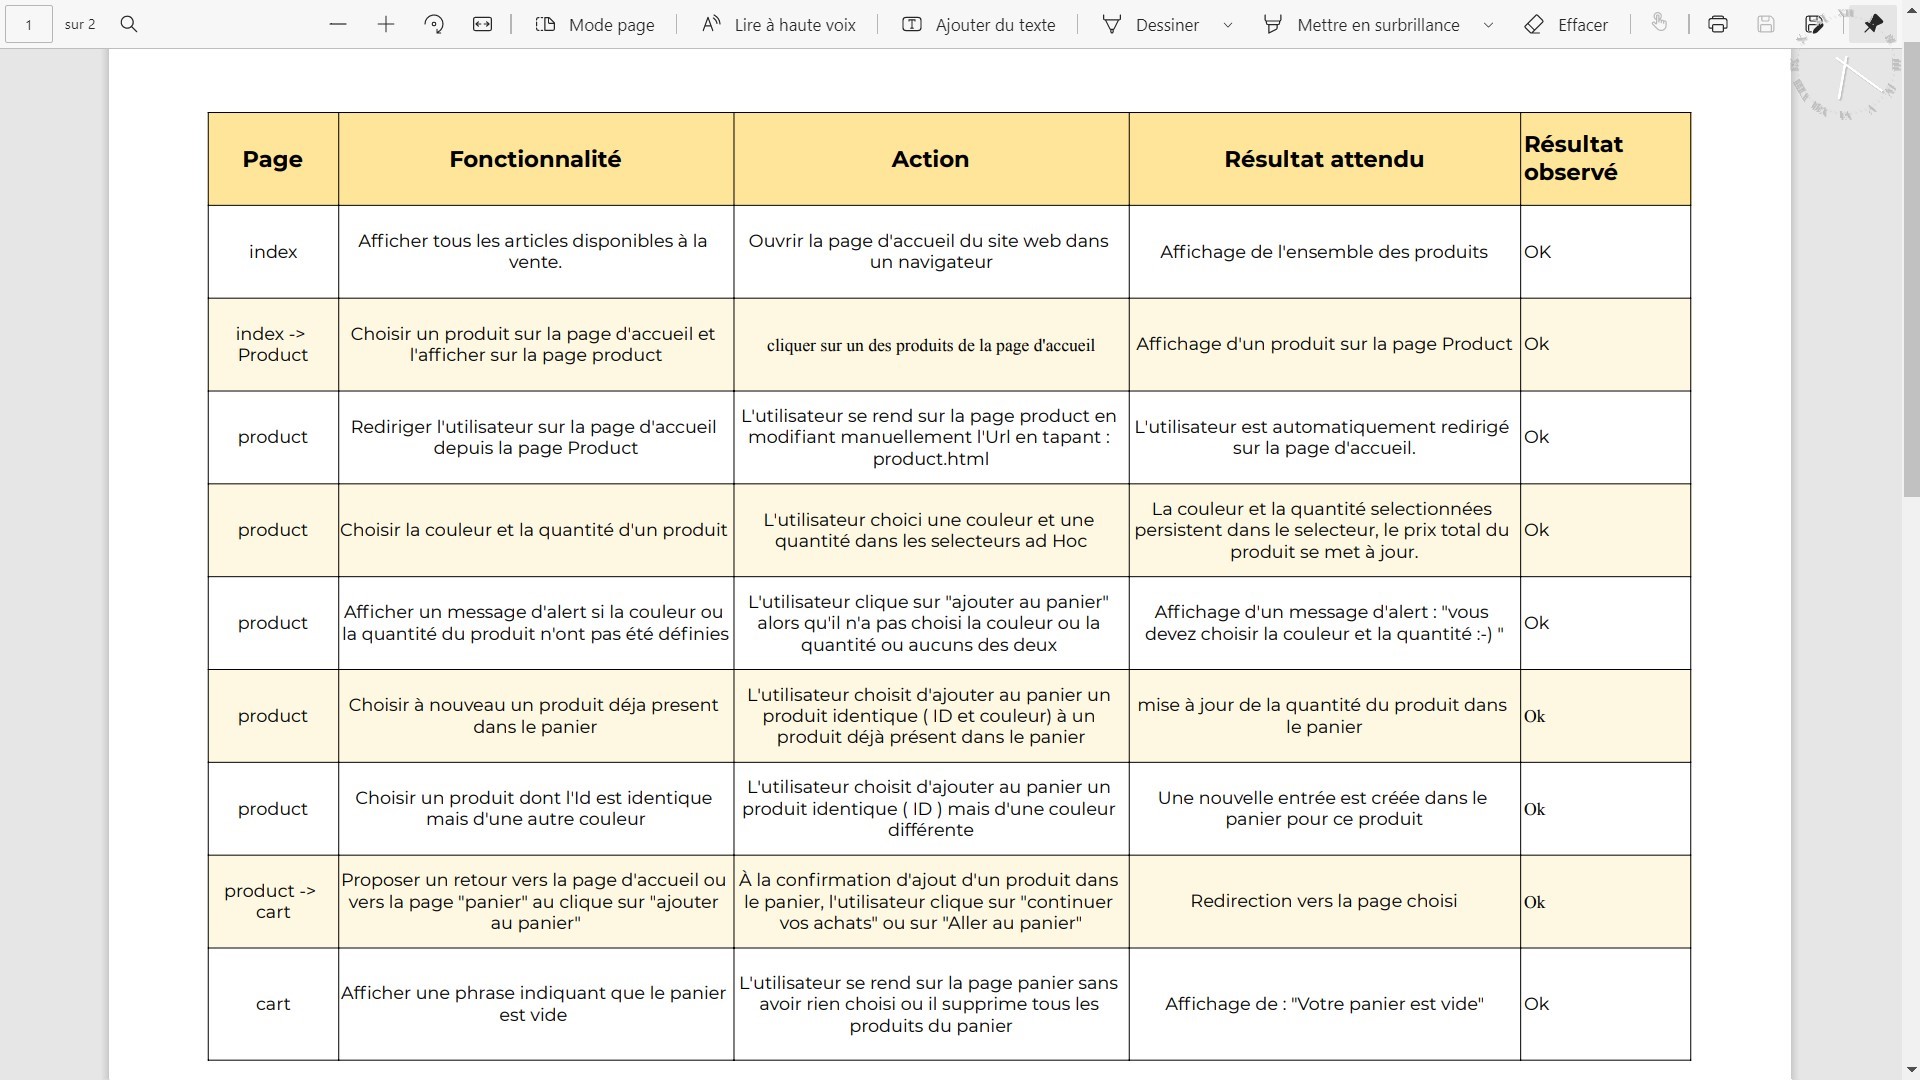 1 sur 2 Mode page Lire à haute voix Ajouter du texte Dessiner Mettre en surbrillance Effacer
Page
Fonctionnalité
Action
Résultat attendu
Résultat
observé
index
Afficher tous les articles disponibles à la
vente.
Ouvrir la page d'accueil du site web dans
un navigateur
Affichage de l'ensemble des produits
OK
index ->
Product
Choisir un produit sur la page d'accueil et
l'afficher sur la page product
cliquer sur un des produits de la page d'accueil
Affichage d'un produit sur la page Product
Ok
product
Rediriger l'utilisateur sur la page d'accueil
depuis la page Product
L'utilisateur se rend sur la page product en
modifiant manuellement l'Url en tapant :
product.html
L'utilisateur est automatiquement redirigé
sur la page d'accueil.
Ok
product
Choisir la couleur et la quantité d'un produit
L'utilisateur choici une couleur et une
quantité dans les selecteurs ad Hoc
La couleur et la quantité selectionnées
persistent dans le selecteur, le prix total du
produit se met à jour.
Ok
product
Afficher un message d'alert si la couleur ou
la quantité du produit n'ont pas été définies
L'utilisateur clique sur "ajouter au panier"
alors qu'il n'a pas choisi la couleur ou la
quantité ou aucuns des deux
Affichage d'un message d'alert : "vous
devez choisir la couleur et la quantité :-) "
Ok
product
Choisir à nouveau un produit déja present
dans le panier
L'utilisateur choisit d'ajouter au panier un
produit identique ( ID et couleur) à un
produit déjà présent dans le panier
mise à jour de la quantité du produit dans
le panier
Ok
product
Choisir un produit dont l'Id est identique
mais d'une autre couleur
L'utilisateur choisit d'ajouter au panier un
produit identique ( ID ) mais d'une couleur
différente
Une nouvelle entrée est créée dans le
panier pour ce produit
Ok
product ->
cart
Proposer un retour vers la page d'accueil ou
vers la page "panier" au clique sur "ajouter
au panier"
À la confirmation d'ajout d'un produit dans
le panier, l'utilisateur clique sur "continuer
vos achats" ou sur "Aller au panier"
Redirection vers la page choisi
Ok
cart
Afficher une phrase indiquant que le panier
est vide
L'utilisateur se rend sur la page panier sans
avoir rien choisi ou il supprime tous les
produits du panier
Affichage de : "Votre panier est vide"
Ok